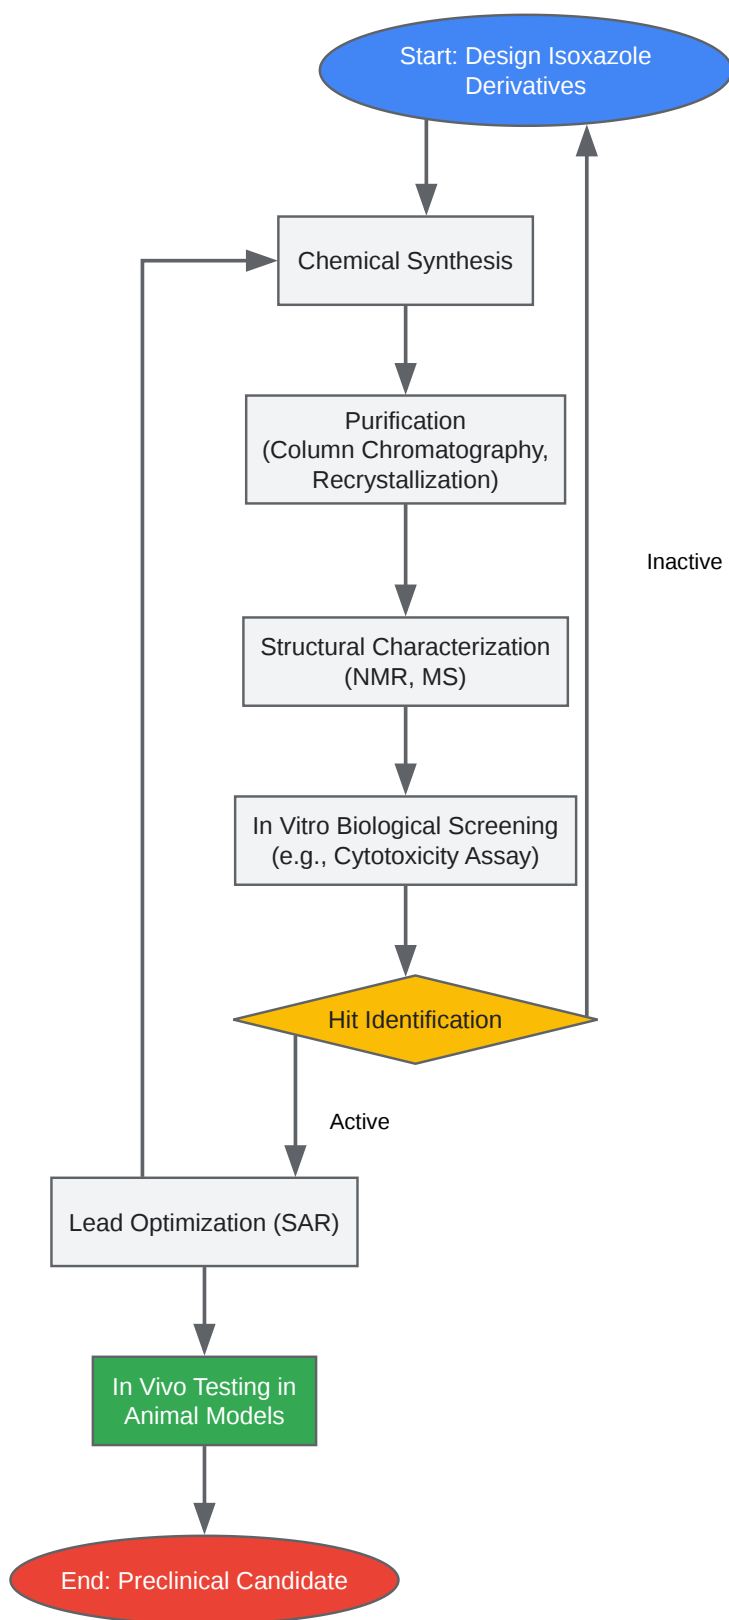 Start: Design Isoxazole
Derivatives
Chemical Synthesis
Purification
(Column Chromatography,
Recrystallization)
Inactive
Structural Characterization
(NMR, MS)
In Vitro Biological Screening
(e.g., Cytotoxicity Assay)
Hit Identification
Active
Lead Optimization (SAR)
In Vivo Testing in
Animal Models
End: Preclinical Candidate